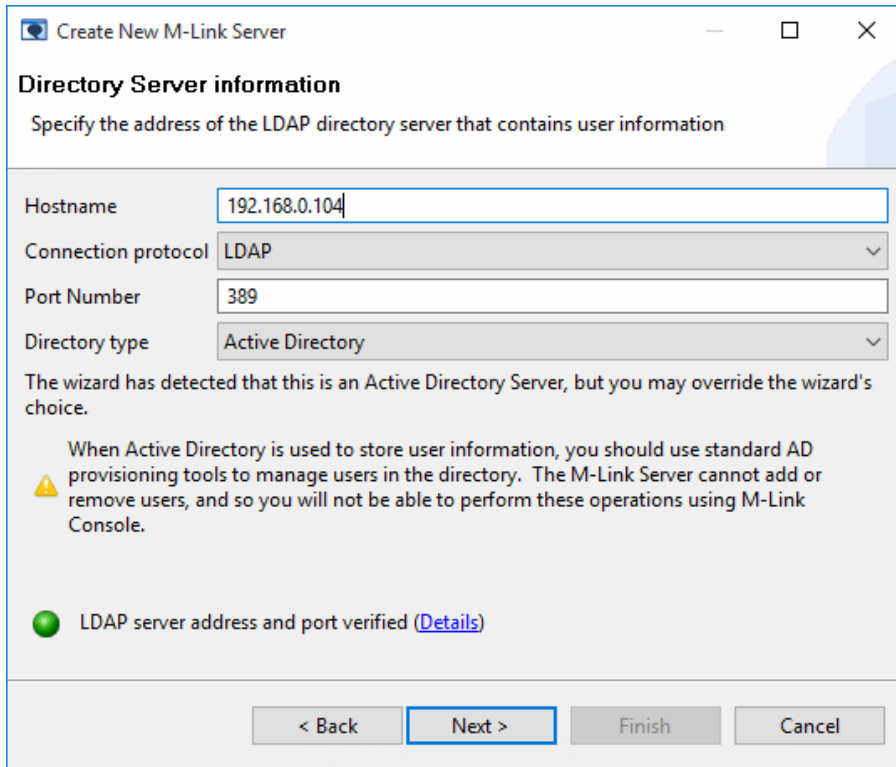 Create New M-Link Server
Directory Server information
Specify the address of the LDAP directory server that contains user information
Hostname 192.168.0.104
Connection protocol LDAP
Port Number 389
Directory type Active Directory
The wizard has detected that this is an Active Directory Server, but you may override the wizard's
choice.
When Active Directory is used to store user information, you should use standard AD
provisioning tools to manage users in the directory. The M-Link Server cannot add or
remove users, and so you will not be able to perform these operations using M-Link
Console.
LDAP server address and port verified (Details)
< Back Next > Finish Cancel